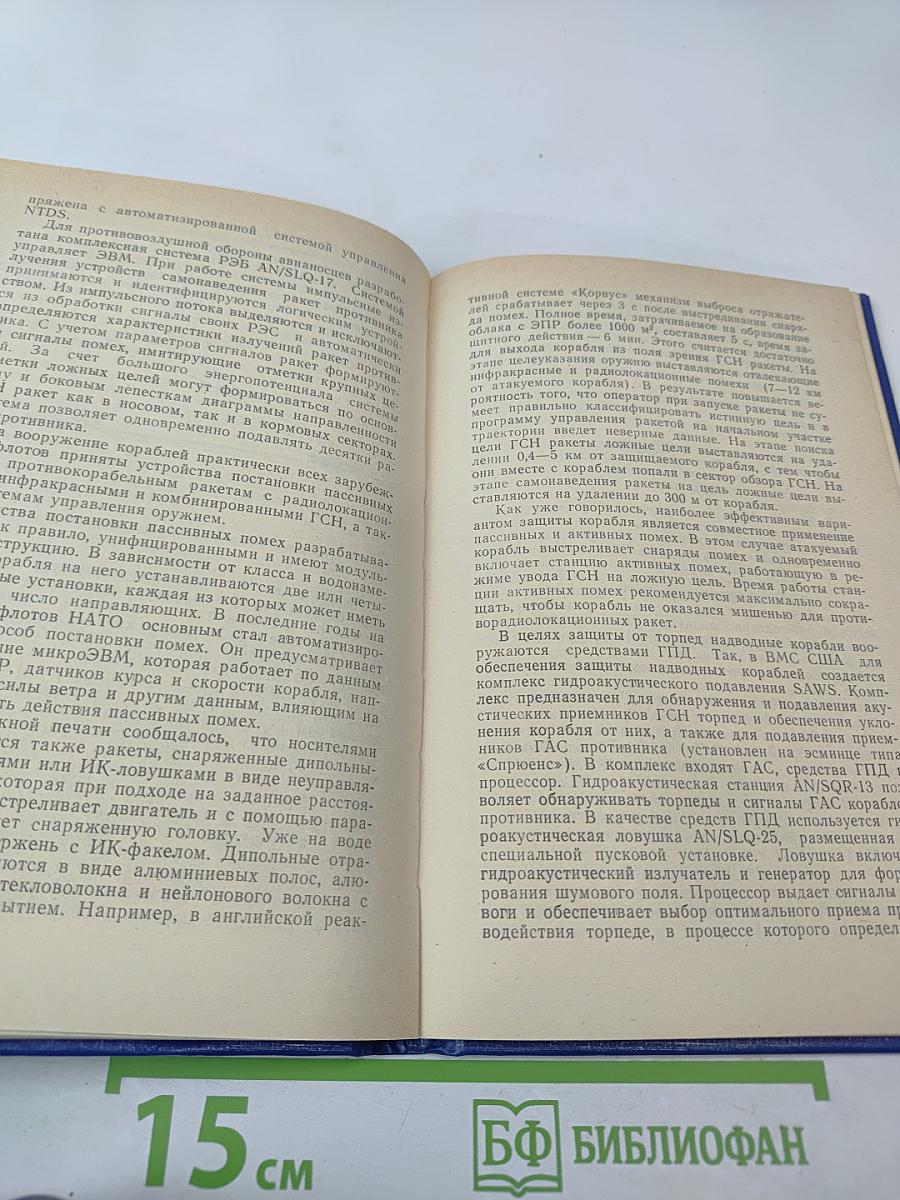 пряжена с автоматизированной системой управления
NTDS.
Для противовоздушной обороны авианосцев разрабо-
тана комплексная система РЭБ AN/SLQ-17. Системой
управляет ЭВМ. При работе системы импульсные из-
лучения устройств самонаведения ракет противника
принимаются и идентифицируются логическим устрой-
ством. Из импульсного потока выделяются и исключают-
ся из обработки сигналы своих РЭС и автоматически
определяются характеристики излучений ракет против-
ника. С учетом параметров сигналов ракет формируют-
сигналы помех, имитирующие отметки крупных це-
й. За счет большого энергопотенциала системы
метки ложных целей могут формироваться по основ-
у и боковым лепесткам диаграммы направленности
Н ракет как в носовом, так и в кормовых секторах.
тема позволяет одновременно подавлять десятки ра-
противника.
а вооружение кораблей практически всех зарубеж-
флотов приняты устройства постановки пассивных
противокорабельным ракетам с радиолокацион-
инфракрасными и комбинированными ГСН, а так-
стемам управления оружием.
ства постановки пассивных помех разрабатыва-
к правило, унифицированными и имеют модуль-
струкцию. В зависимости от класса и водоизме-
орабля на него устанавливаются две или четы-
ые установки, каждая из которых может иметь
число направляющих. В последние годы на
флотов НАТО основным стал автоматизиро-
особ постановки помех. Он предусматривает
ние микроЭВМ, которая работает по данным
Р, датчиков курса и скорости корабля, нап-
силы ветра и другим данным, влияющим на
ть действия пассивных помех.
жной печати сообщалось, что носителями
тся также ракеты, снаряженные дипольны-
ями или ИК-ловушками в виде неуправля-
которая при подходе на заданное расстоя-
стреливает двигатель и с помощью пара-
ет снаряженную головку. Уже на воде
ржень с ИК-факелом. Дипольные отра-
ются в виде алюминиевых полос, алю-
текловолокна и нейлонового волокна с
ытием. Например, в английской реак-
тивной системе «Корвус» механизм выброса отражате-
лей срабатывает через 3 с после выстреливания снаря-
да помех. Полное время, затрачиваемое на образование
облака с ЭПР более 1000 м², составляет 5 с, время за-
щитного действия — 6 мин. Этого считается достаточно
для выхода корабля из поля зрения ГСН ракеты. На
этапе целеуказания оружию выставляются отвлекающие
инфракрасные и радиолокационные помехи (7—12 км
от атакуемого корабля). В результате повышается ве-
роятность того, что оператор при запуске ракеты не су-
меет правильно классифицировать истинную цель и в
программу управления ракетой на начальном участке
траектории введет неверные данные. На этапе поиска
цели ГСН ракеты ложные цели выставляются на уда-
лении 0,4—5 км от защищаемого корабля, с тем чтобы
они вместе с кораблем попали в сектор обзора ГСН. На
этапе самонаведения ракеты на цель ложные цели вы-
ставляются на удалении до 300 м от корабля.
Как уже говорилось, наиболее эффективным вари-
антом защиты корабля является совместное применение
пассивных и активных помех. В этом случае атакуемый
корабль выстреливает снаряды помех и одновременно
включает станцию активных помех, работающую в ре-
жиме увода ГСН на ложную цель. Время работы стан-
ции активных помех рекомендуется максимально сокра-
щать, чтобы корабль не оказался мишенью для проти-
ворадиолокационных ракет.
В целях защиты от торпед надводные корабли воо-
ружаются средствами ГПД. Так, в ВМС США для
обеспечения защиты надводных кораблей создается
комплекс гидроакустического подавления SAWS. Комп-
лекс предназначен для обнаружения и подавления аку-
стических приемников ГСН торпед и обеспечения укло-
нения корабля от них, а также для подавления прием-
ников ГАС противника (установлен на эсминце типа
«Спрюенс»). В комплекс входят ГАС, средства ГПД и
процессор. Гидроакустическая станция AN/SQR-13 поз
воляет обнаруживать торпеды и сигналы ГАС корабле
противника. В качестве средств ГПД используется ги
роакустическая ловушка AN/SLQ-25, размещенная
специальной пусковой установке. Ловушка включ
гидроакустический излучатель и генератор для фор
рования шумового поля. Процессор выдает сигналы
воги и обеспечивает выбор оптимального приема пр
водействия торпеде, в процессе которого определ
15 см
БФ БИБЛИОФАН